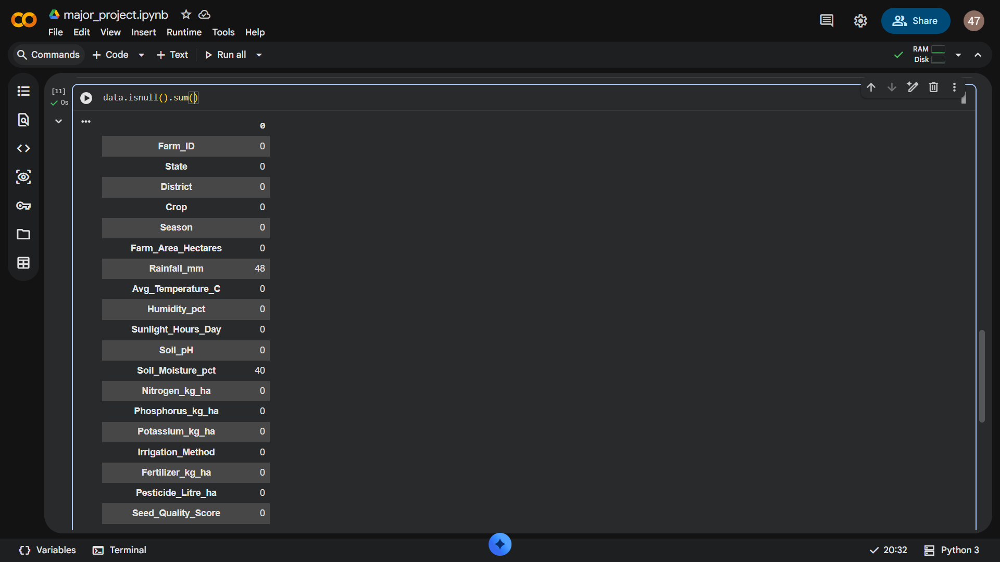 major_project.ipynb
File Edit View Insert Runtime Tools Help
Share
47
Commands + Code + Text Run all
RAM
Disk
[11]
0s
data.isnull().sum()
0
Farm_ID 0
State 0
District 0
Crop 0
Season 0
Farm_Area_Hectares 0
Rainfall_mm 48
Avg_Temperature_C 0
Humidity_pct 0
Sunlight_Hours_Day 0
Soil_pH 0
Soil_Moisture_pct 40
Nitrogen_kg_ha 0
Phosphorus_kg_ha 0
Potassium_kg_ha 0
Irrigation_Method 0
Fertilizer_kg_ha 0
Pesticide_Litre_ha 0
Seed_Quality_Score 0
Variables Terminal 20:32 Python 3